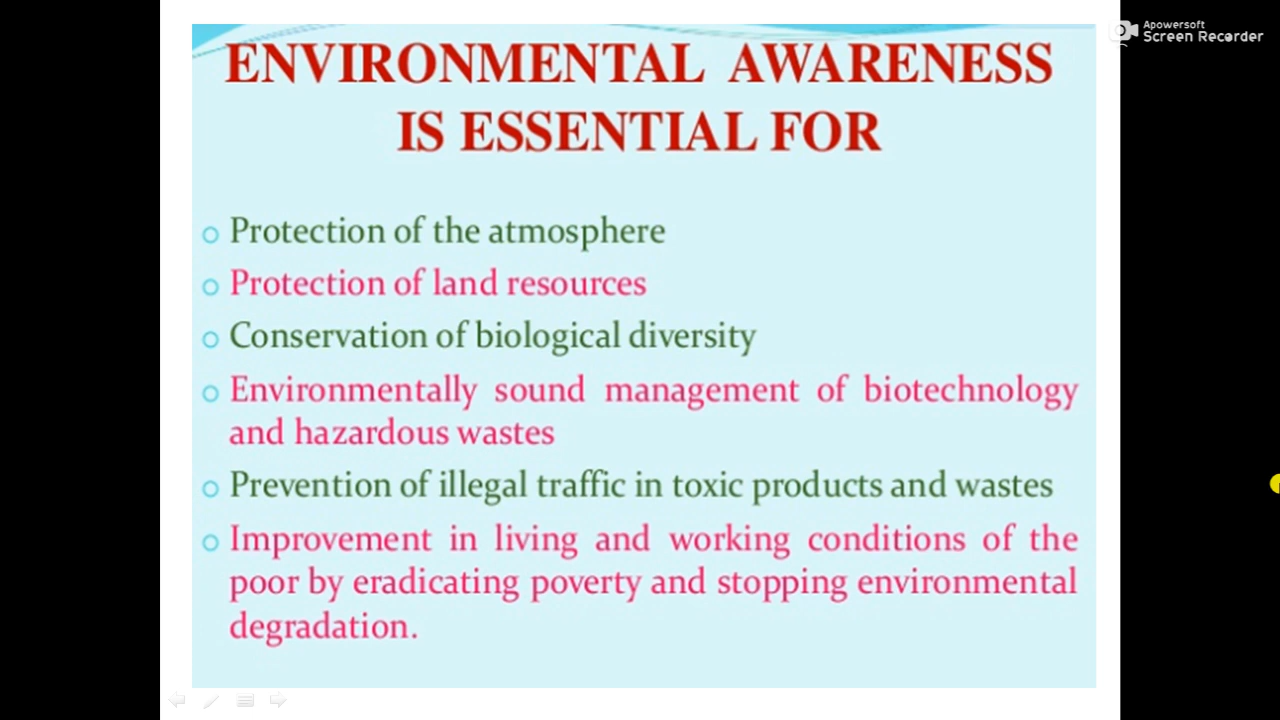 Apowersoft
Screen Recorder
ENVIRONMENTAL AWARENESS
IS ESSENTIAL FOR
Protection of the atmosphere
Protection of land resources
Conservation of biological diversity
Environmentally sound management of biotechnology
and hazardous wastes
Prevention of illegal traffic in toxic products and wastes
Improvement in living and working conditions of the
poor by eradicating poverty and stopping environmental
degradation.